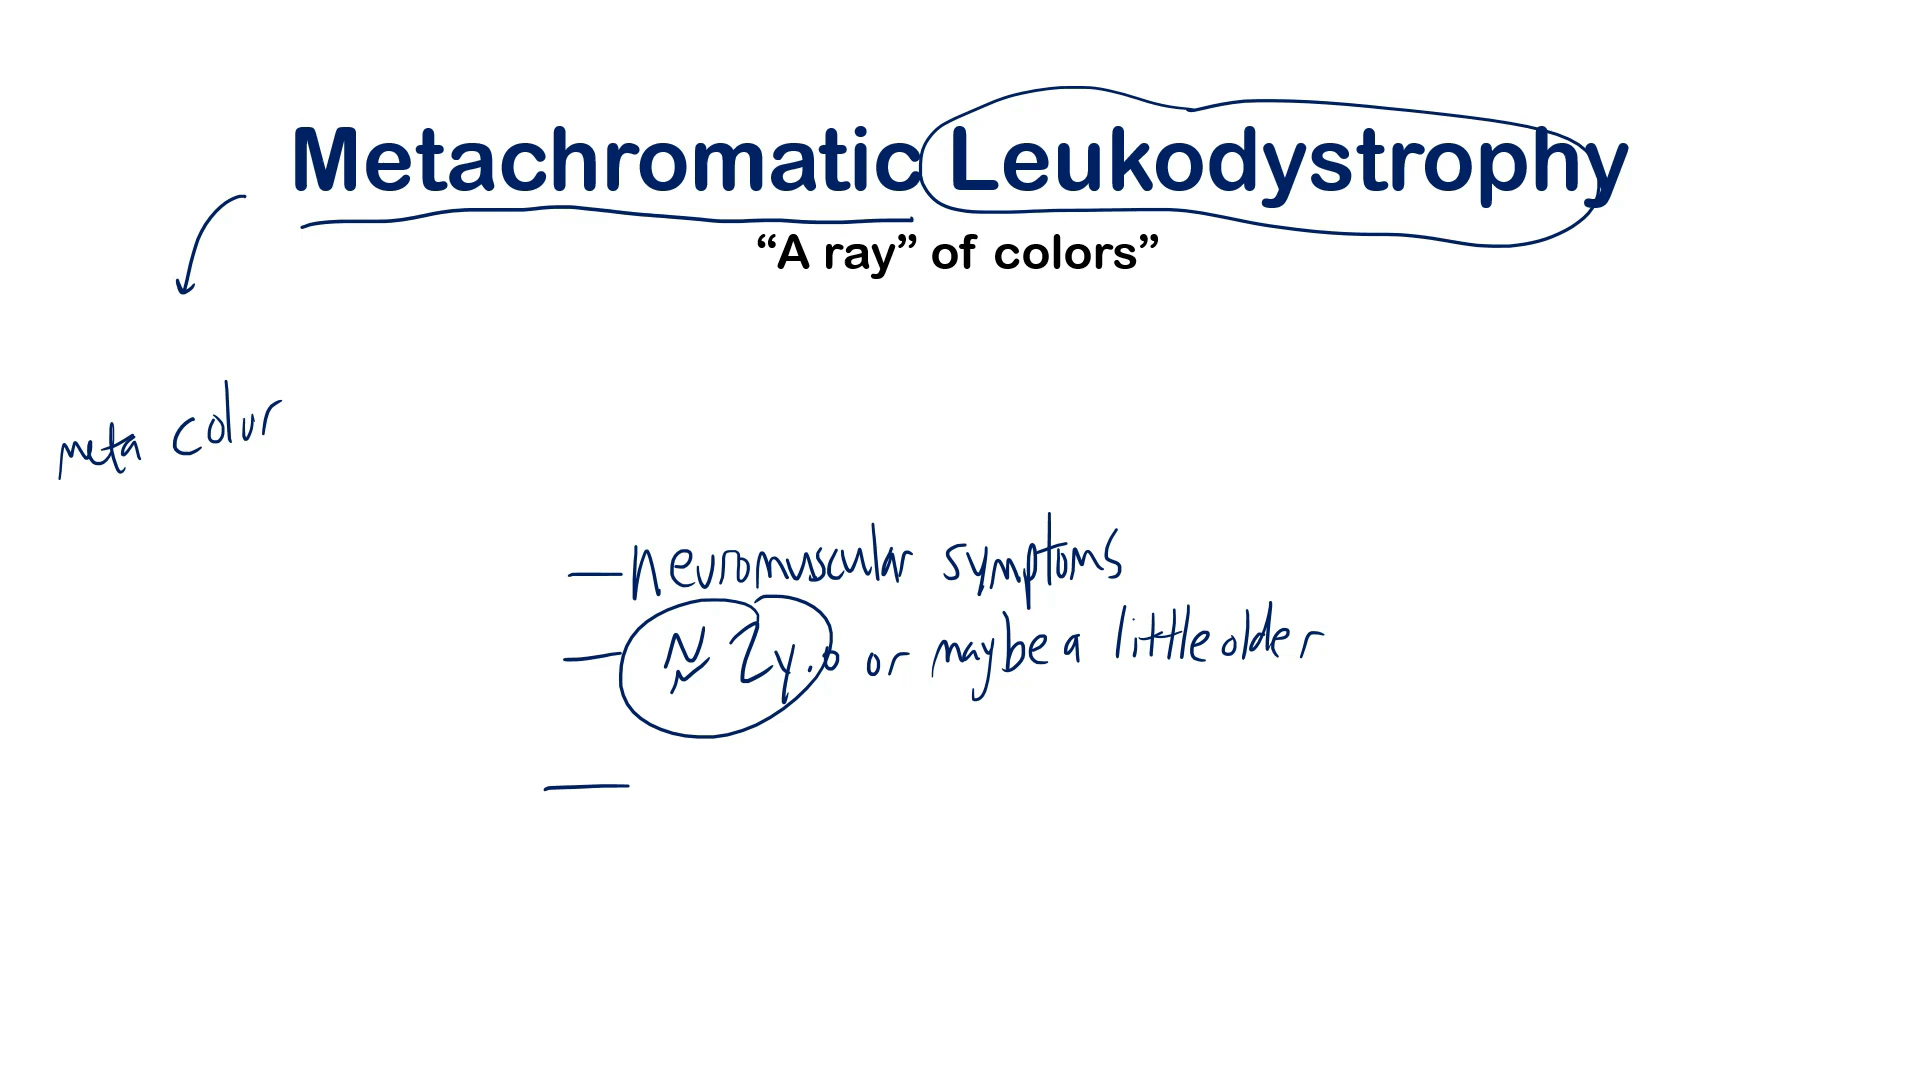 Metachromatic Leukodystrophy
“A ray” of colors”
meta color
— neuromuscular symptoms
— ≈ 2y.o or maybe a little older
—